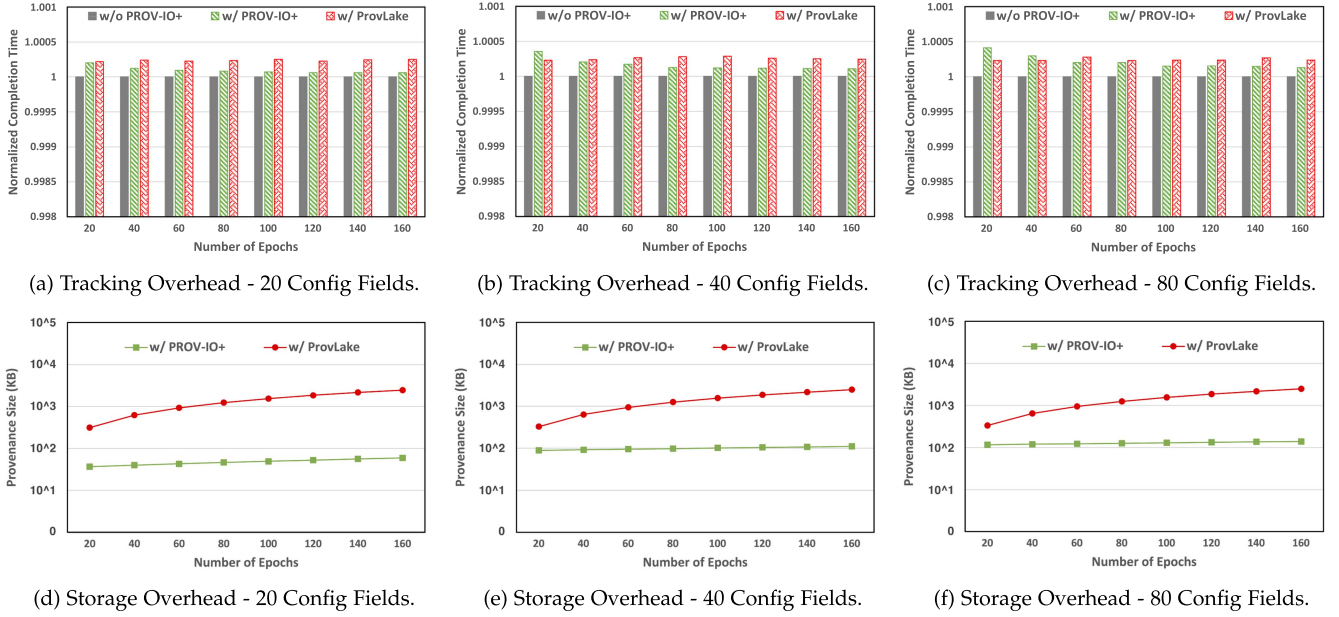 1.001
w/o PROV-IO+ w/ PROV-IO+ w/ ProvLake
1.0005
1
0.9995
0.999
0.9985
0.998
Normalized Completion Time
20 40 60 80 100 120 140 160
Number of Epochs
(a) Tracking Overhead - 20 Config Fields.
1.001
w/o PROV-IO+ w/ PROV-IO+ w/ ProvLake
1.0005
1
0.9995
0.999
0.9985
0.998
Normalized Completion Time
20 40 60 80 100 120 140 160
Number of Epochs
(b) Tracking Overhead - 40 Config Fields.
1.001
w/o PROV-IO+ w/ PROV-IO+ w/ ProvLake
1.0005
1
0.9995
0.999
0.9985
0.998
Normalized Completion Time
20 40 60 80 100 120 140 160
Number of Epochs
(c) Tracking Overhead - 80 Config Fields.
10^5
w/ PROV-IO+ w/ ProvLake
10^4
10^3
10^2
10^1
0
Provenance Size (KB)
20 40 60 80 100 120 140 160
Number of Epochs
(d) Storage Overhead - 20 Config Fields.
10^5
w/ PROV-IO+ w/ ProvLake
10^4
10^3
10^2
10^1
0
Provenance Size (KB)
20 40 60 80 100 120 140 160
Number of Epochs
(e) Storage Overhead - 40 Config Fields.
10^5
w/ PROV-IO+ w/ ProvLake
10^4
10^3
10^2
10^1
0
Provenance Size (KB)
20 40 60 80 100 120 140 160
Number of Epochs
(f) Storage Overhead - 80 Config Fields.